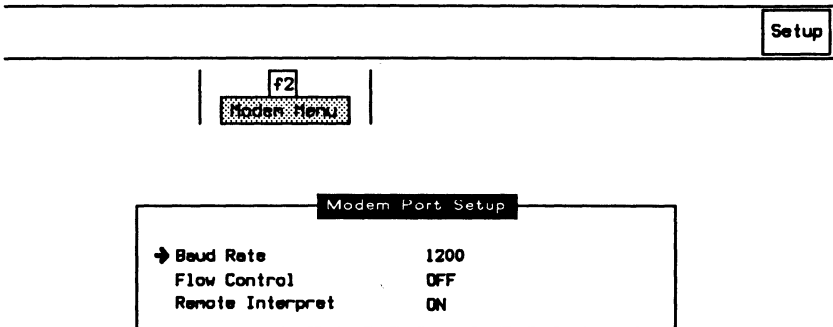 Setup
f2
Modem Menu
Modem Port Setup
Baud Rate 1200
Flow Control OFF
Remote Interpret ON